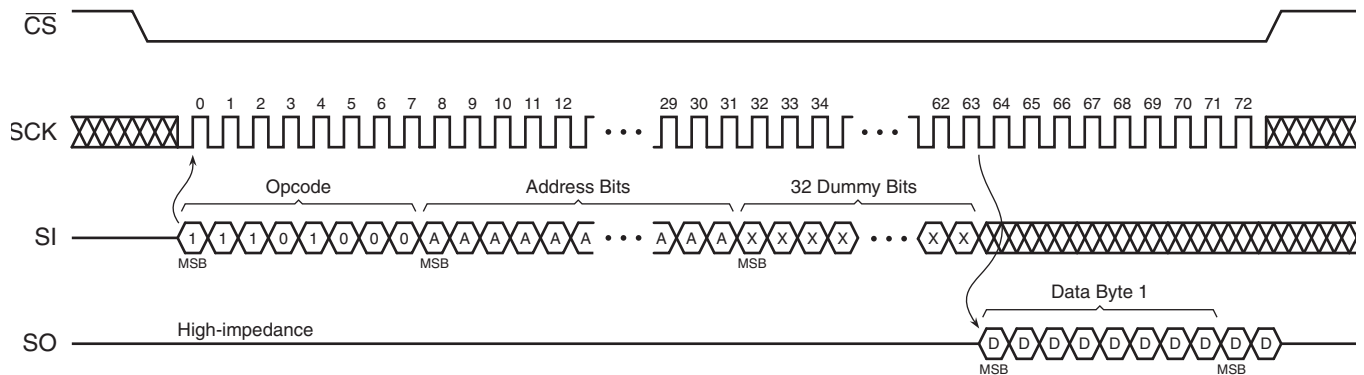 CS
0 1 2 3 4 5 6 7 8 9 10 11 12 29 30 31 32 33 34 62 63 64 65 66 67 68 69 70 71 72
SCK
Opcode Address Bits 32 Dummy Bits
SI 1 1 1 0 1 0 0 0 A A A A A A A A A X X X X X X
MSB MSB MSB
Data Byte 1
High-impedance
SO D D D D D D D D D D
MSB MSB